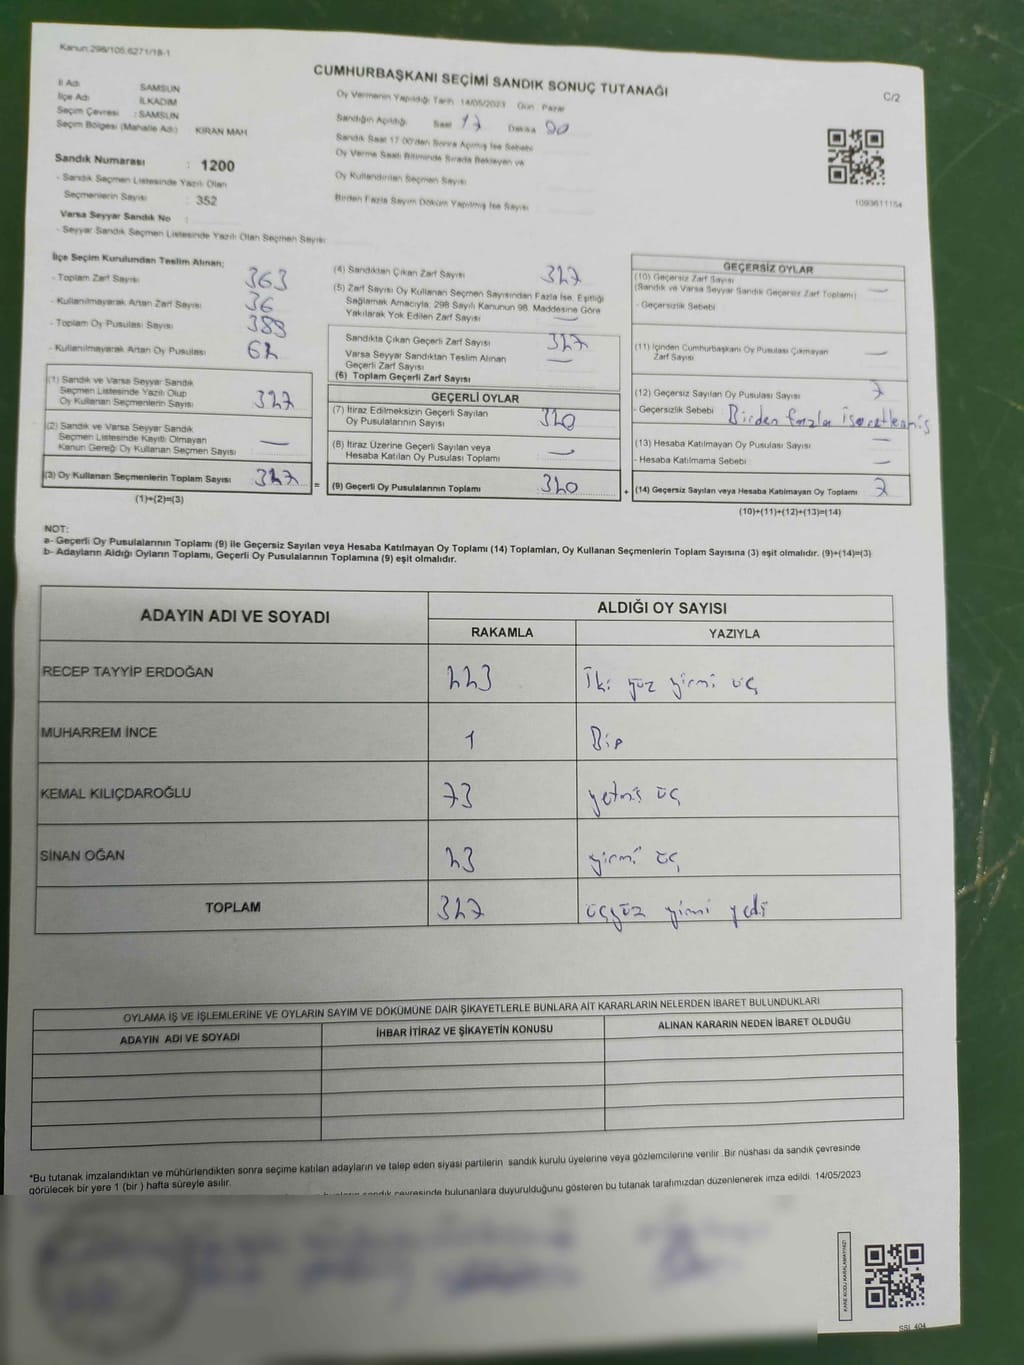 Kanun:298/105,6271/18-1
CUMHURBAŞKANI SEÇİMİ SANDIK SONUÇ TUTANAĞI
C/2
İl Adı SAMSUN
İlçe Adı İLKADIM
Seçim Çevresi : SAMSUN
Seçim Bölgesi (Mahalle Adı) KIRAN MAH
Sandık Numarası : 1200
- Sandık Seçmen Listesinde Yazılı Olan
Seçmenlerin Sayısı : 352
Varsa Seyyar Sandık No :
- Seyyar Sandık Seçmen Listesinde Yazılı Olan Seçmen Sayısı
Oy Vermenin Yapıldığı Tarih 14/05/2023 Gün Pazar
Sandığın Açıldığı Saat 17 Dakika
Sandık Saat 17:00'den Sonra Açılmış İse Sebebi
Oy Verme Saati Bitiminde Sırada Bekleyen ve
Oy Kullandırılan Seçmen Sayısı
Birden Fazla Sayım Döküm Yapılmış İse Sayısı
1093611154
İlçe Seçim Kurulundan Teslim Alınan;
- Toplam Zarf Sayısı 363
- Kullanılmayarak Artan Zarf Sayısı 36
- Toplam Oy Pusulası Sayısı 389
- Kullanılmayarak Artan Oy Pusulası 62
(1) Sandık ve Varsa Seyyar Sandık
Seçmen Listesinde Yazılı Olup
Oy Kullanan Seçmenlerin Sayısı 327
(2) Sandık ve Varsa Seyyar Sandık
Seçmen Listesinde Kayıtlı Olmayan
Kanun Gereği Oy Kullanan Seçmen Sayısı —
(3) Oy Kullanan Seçmenlerin Toplam Sayısı 327
(1)+(2)=(3)
(4) Sandıktan Çıkan Zarf Sayısı 327
(5) Zarf Sayısı Oy Kullanan Seçmen Sayısından Fazla İse, Eşitliği
Sağlamak Amacıyla, 298 Sayılı Kanunun 98. Maddesine Göre
Yakılarak Yok Edilen Zarf Sayısı —
Sandıkta Çıkan Geçerli Zarf Sayısı 327
Varsa Seyyar Sandıktan Teslim Alınan
Geçerli Zarf Sayısı —
(6) Toplam Geçerli Zarf Sayısı
GEÇERLİ OYLAR
(7) İtiraz Edilmeksizin Geçerli Sayılan
Oy Pusulalarının Sayısı 320
(8) İtiraz Üzerine Geçerli Sayılan veya
Hesaba Katılan Oy Pusulası Toplamı —
= (9) Geçerli Oy Pusulalarının Toplamı 320
GEÇERSİZ OYLAR
(10) Geçersiz Zarf Sayısı
(Sandık ve Varsa Seyyar Sandık Geçersiz Zarf Toplamı) —
- Geçersizlik Sebebi
(11) İçinden Cumhurbaşkanı Oy Pusulası Çıkmayan
Zarf Sayısı —
(12) Geçersiz Sayılan Oy Pusulası Sayısı 7
- Geçersizlik Sebebi Birden fazla işaretlenmiş
(13) Hesaba Katılmayan Oy Pusulası Sayısı —
- Hesaba Katılmama Sebebi —
+ (14) Geçersiz Sayılan veya Hesaba Katılmayan Oy Toplamı 7
(10)+(11)+(12)+(13)=(14)
NOT:
a- Geçerli Oy Pusulalarının Toplamı (9) ile Geçersiz Sayılan veya Hesaba Katılmayan Oy Toplamı (14) Toplamları, Oy Kullanan Seçmenlerin Toplam Sayısına (3) eşit olmalıdır. (9)+(14)=(3)
b- Adayların Aldığı Oyların Toplamı, Geçerli Oy Pusulalarının Toplamına (9) eşit olmalıdır.
ADAYIN ADI VE SOYADI ALDIĞI OY SAYISI
RAKAMLA YAZIYLA
RECEP TAYYİP ERDOĞAN 223 İki yüz yirmi üç
MUHARREM İNCE 1 Bir
KEMAL KILIÇDAROĞLU 73 yetmiş üç
SİNAN OĞAN 23 yirmi üç
TOPLAM 327 üçyüz yirmi yedi
OYLAMA İŞ VE İŞLEMLERİNE VE OYLARIN SAYIM VE DÖKÜMÜNE DAİR ŞİKAYETLERLE BUNLARA AİT KARARLARIN NELERDEN İBARET BULUNDUKLARI
ADAYIN ADI VE SOYADI İHBAR İTİRAZ VE ŞİKAYETİN KONUSU ALINAN KARARIN NEDEN İBARET OLDUĞU
*Bu tutanak imzalandıktan ve mühürlendikten sonra seçime katılan adayların ve talep eden siyasi partilerin sandık kurulu üyelerine veya gözlemcilerine verilir .Bir nüshası da sandık çevresinde
görülecek bir yere 1 (bir ) hafta süreyle asılır.
sandık çevresinde bulunanlara duyurulduğunu gösteren bu tutanak tarafımızdan düzenlenerek imza edildi. 14/05/2023
KARE KODU KARALAMAYINIZ!
SSİ 404